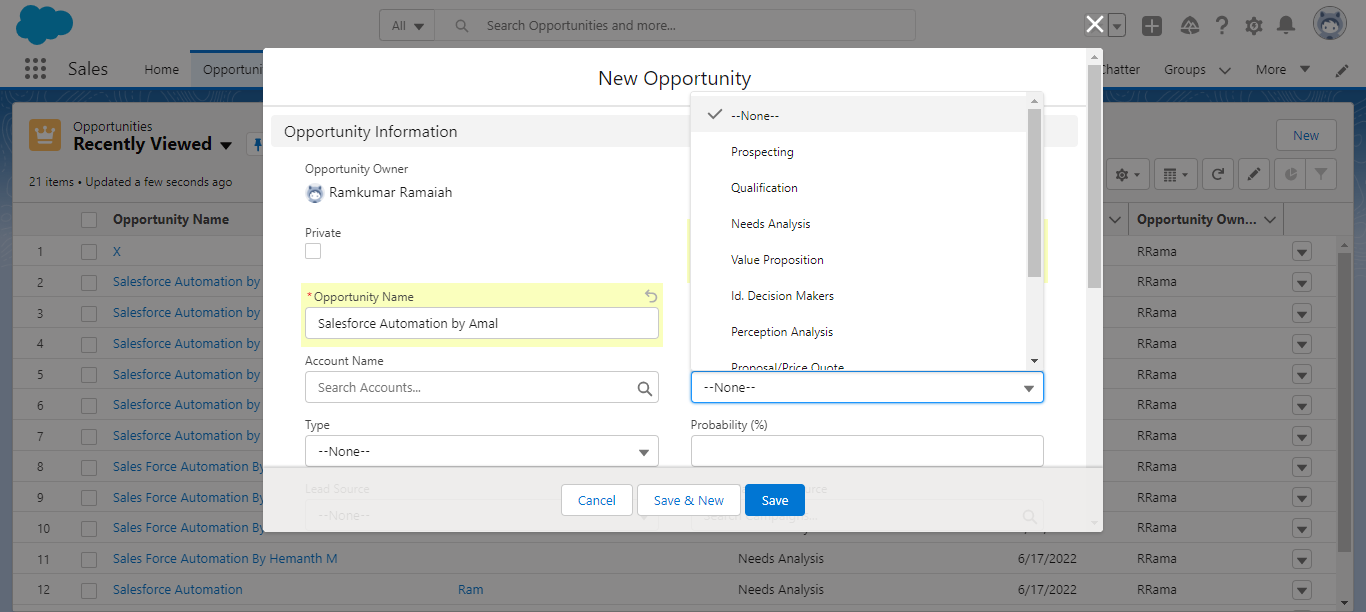 All
Search Opportunities and more...
Sales
Home
Opportuni
Chatter
Groups
More
Opportunities
Recently Viewed
21 items • Updated a few seconds ago
New
Opportunity Name
Opportunity Own...
1 X RRama
2 Salesforce Automation by RRama
3 Salesforce Automation by RRama
4 Salesforce Automation by RRama
5 Salesforce Automation by RRama
6 Salesforce Automation by RRama
7 Salesforce Automation by RRama
8 Sales Force Automation By RRama
9 Sales Force Automation By RRama
10 Sales Force Automation By RRama
11 Sales Force Automation By Hemanth M Needs Analysis 6/17/2022 RRama
12 Salesforce Automation Ram Needs Analysis 6/17/2022 RRama
New Opportunity
Opportunity Information
Opportunity Owner
Ramkumar Ramaiah
Private
*Opportunity Name
Salesforce Automation by Amal
Account Name
Search Accounts...
Type
--None--
Lead Source
--None--
--None--
Prospecting
Qualification
Needs Analysis
Value Proposition
Id. Decision Makers
Perception Analysis
Proposal/Price Quote
--None--
Probability (%)
Cancel
Save & New
Save